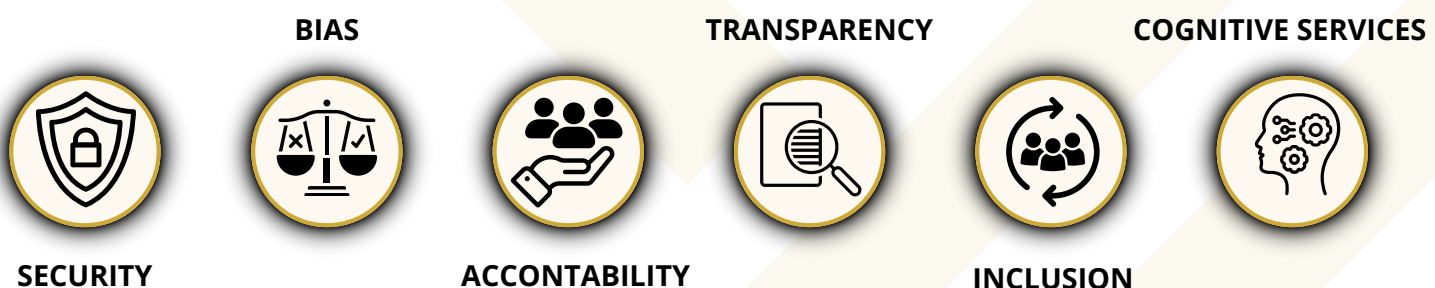 BIAS
TRANSPARENCY
COGNITIVE SERVICES
SECURITY
ACCONTABILITY
INCLUSION